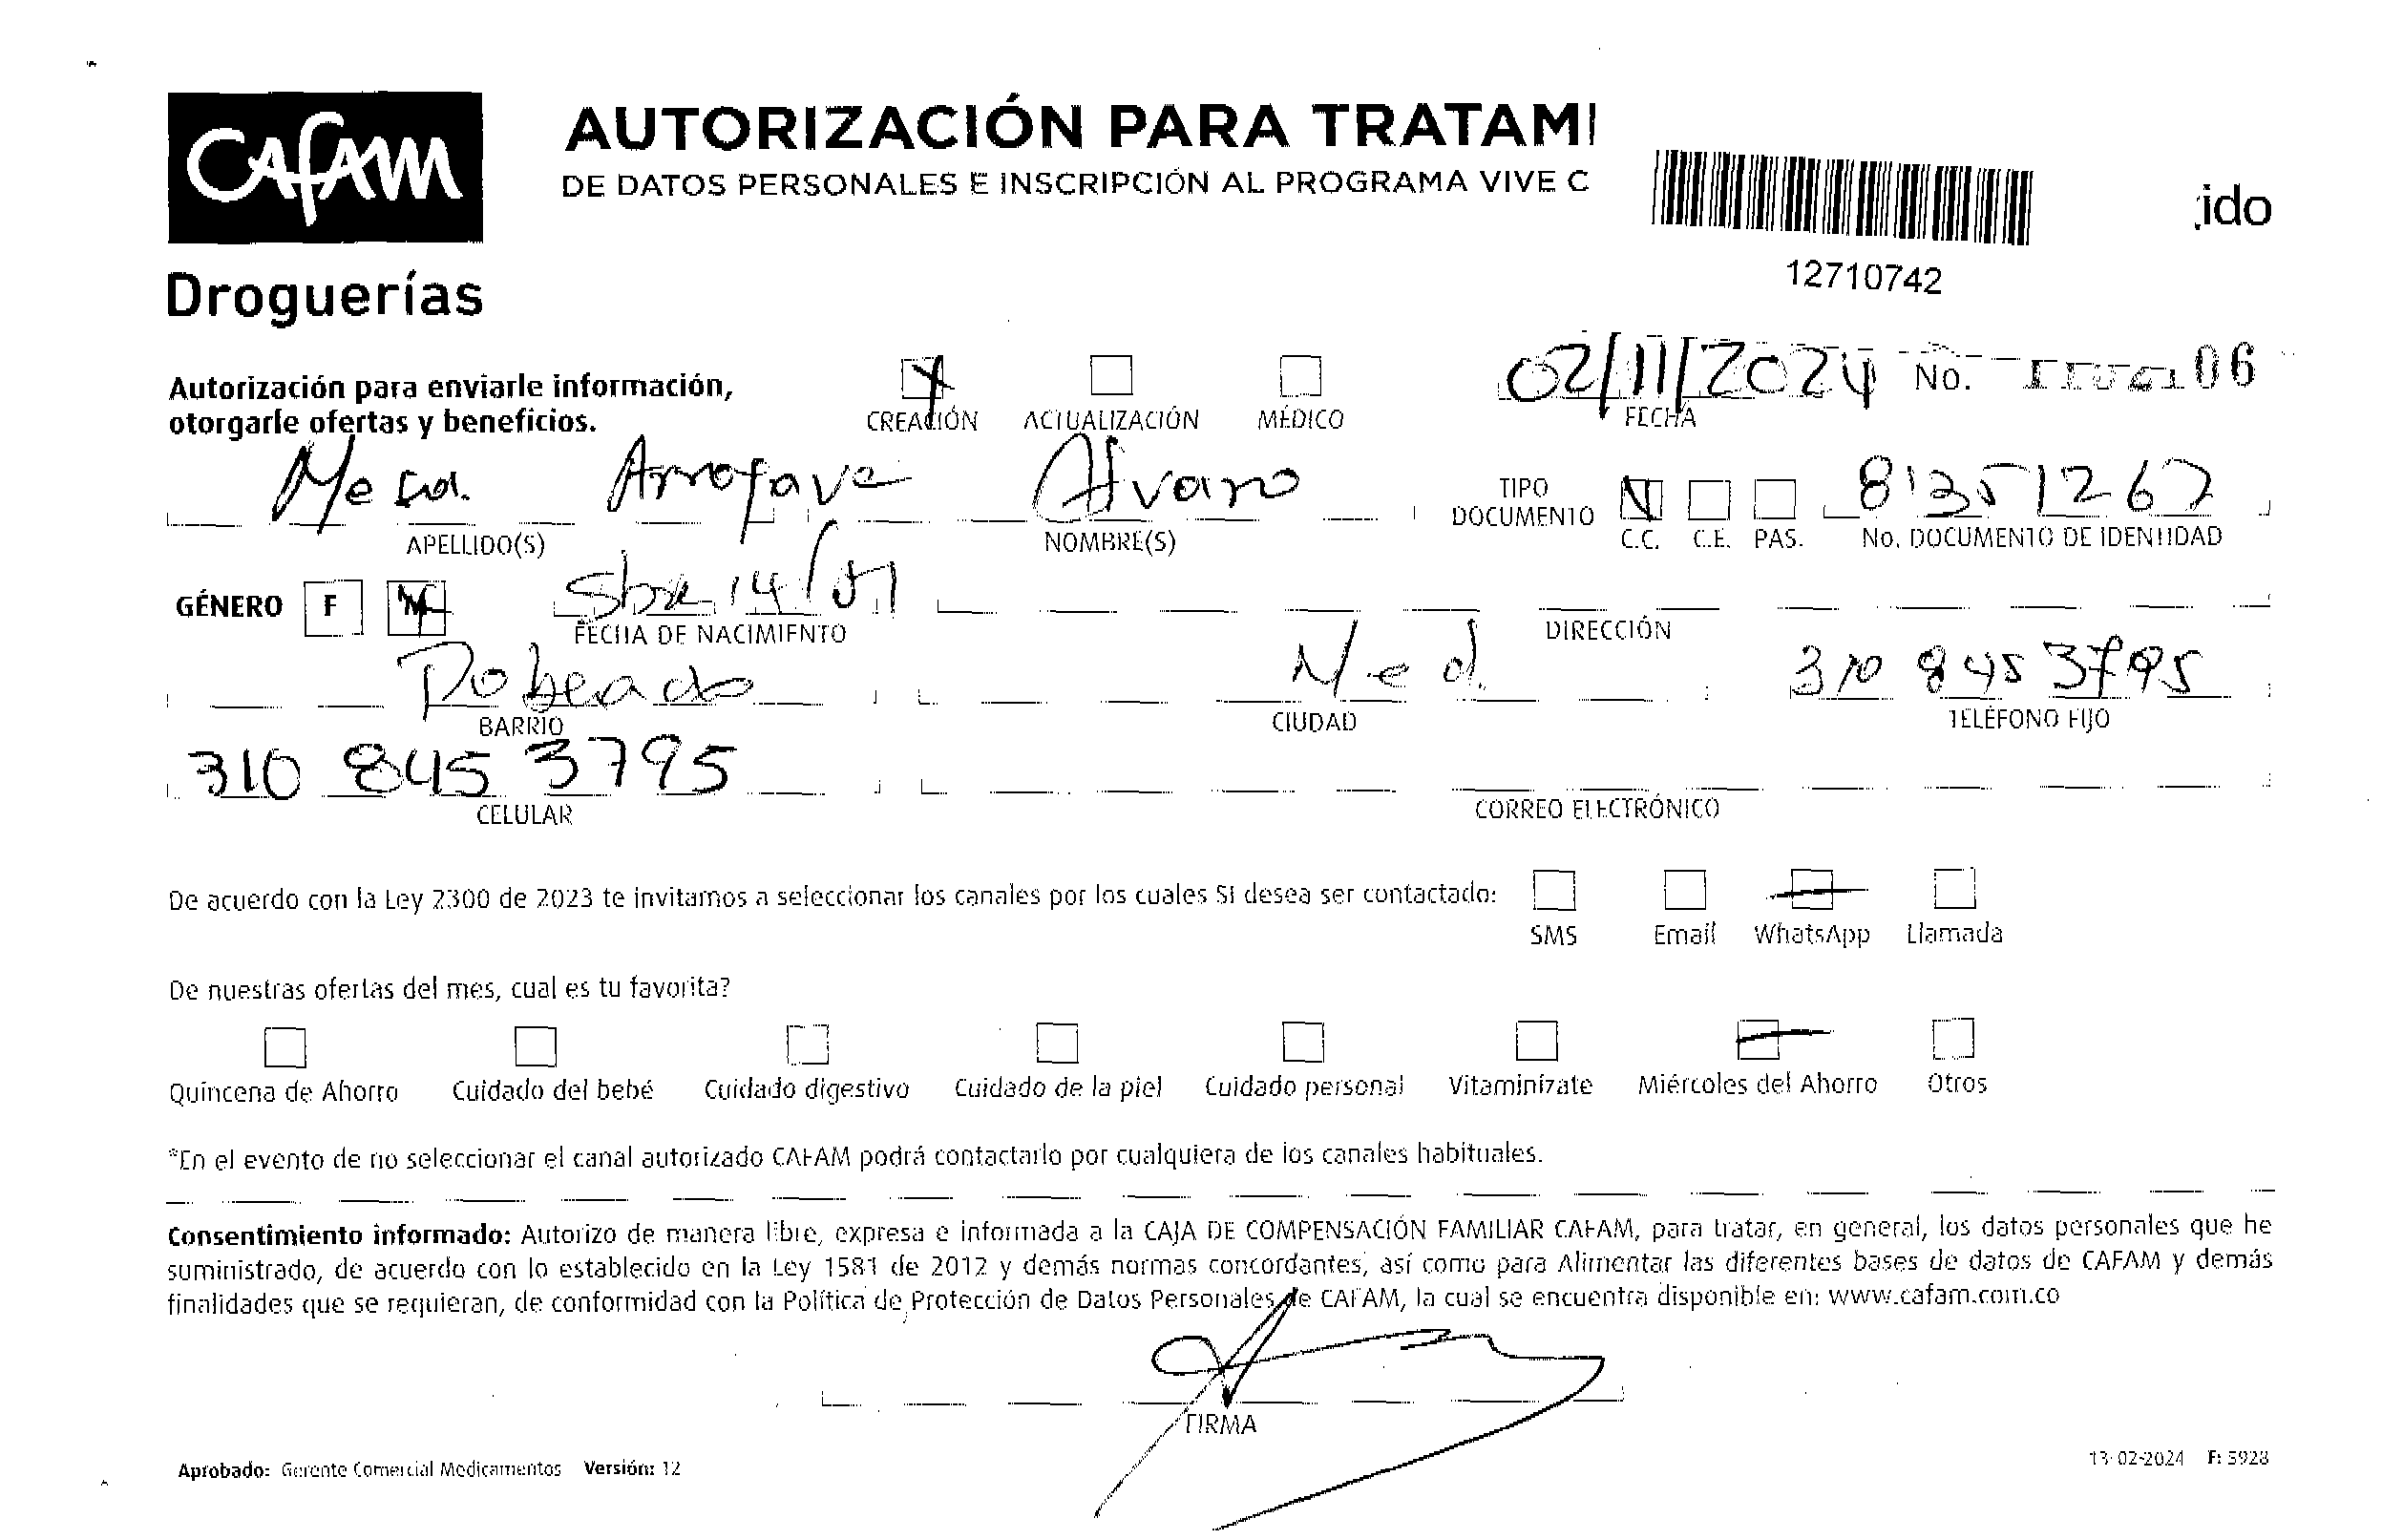 CAFAM
Droguerías
AUTORIZACIÓN PARA TRATAMI
DE DATOS PERSONALES E INSCRIPCIÓN AL PROGRAMA VIVE C
ido
12710742
Autorización para enviarle información,
otorgarle ofertas y beneficios.
CREACIÓN ACTUALIZACIÓN MÉDICO
02/11/2024 No. 06
FECHA
Mesa Arrofave Alvaro
APELLIDO(S) NOMBRE(S)
TIPO DOCUMENTO C.C. C.E. PAS.
81351267
No. DOCUMENTO DE IDENTIDAD
GÉNERO F M
14/51
FECHA DE NACIMIENTO DIRECCIÓN
Pobeado Med. 310 845 3795
BARRIO CIUDAD TELÉFONO FIJO
310 845 3795
CELULAR CORREO ELECTRÓNICO
De acuerdo con la Ley 2300 de 2023 te invitamos a seleccionar los canales por los cuales SI desea ser contactado:
SMS Email WhatsApp Llamada
De nuestras ofertas del mes, cual es tu favorita?
Quincena de Ahorro Cuidado del bebé Cuidado digestivo Cuidado de la piel Cuidado personal Vitaminízate Miércoles del Ahorro Otros
*En el evento de no seleccionar el canal autorizado CAFAM podrá contactarlo por cualquiera de los canales habituales.
Consentimiento informado: Autorizo de manera libre, expresa e informada a la CAJA DE COMPENSACIÓN FAMILIAR CAFAM, para tratar, en general, los datos personales que he
suministrado, de acuerdo con lo establecido en la Ley 1581 de 2012 y demás normas concordantes, así como para Alimentar las diferentes bases de datos de CAFAM y demás
finalidades que se requieran, de conformidad con la Política de Protección de Datos Personales de CAFAM, la cual se encuentra disponible en: www.cafam.com.co
FIRMA
Aprobado: Gerente Comercial Medicamentos Versión: 12
13-02-2024 F: 5928